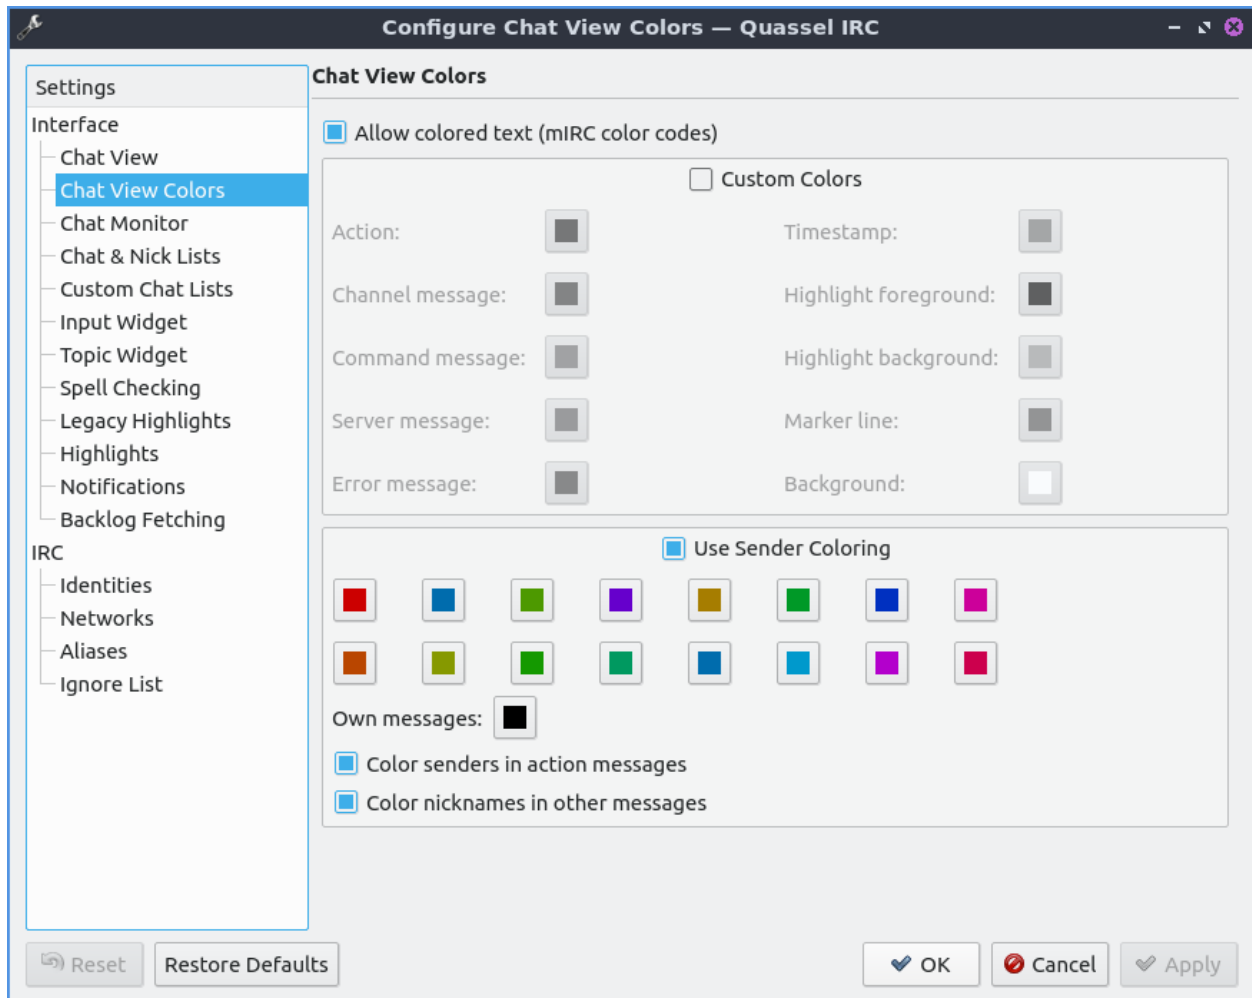 Configure Chat View Colors — Quassel IRC
Settings
Interface
Chat View
Chat View Colors
Chat Monitor
Chat & Nick Lists
Custom Chat Lists
Input Widget
Topic Widget
Spell Checking
Legacy Highlights
Highlights
Notifications
Backlog Fetching
IRC
Identities
Networks
Aliases
Ignore List
Chat View Colors
Allow colored text (mIRC color codes)
Custom Colors
Action:
Timestamp:
Channel message:
Highlight foreground:
Command message:
Highlight background:
Server message:
Marker line:
Error message:
Background:
Use Sender Coloring
Own messages:
Color senders in action messages
Color nicknames in other messages
Reset
Restore Defaults
OK
Cancel
Apply